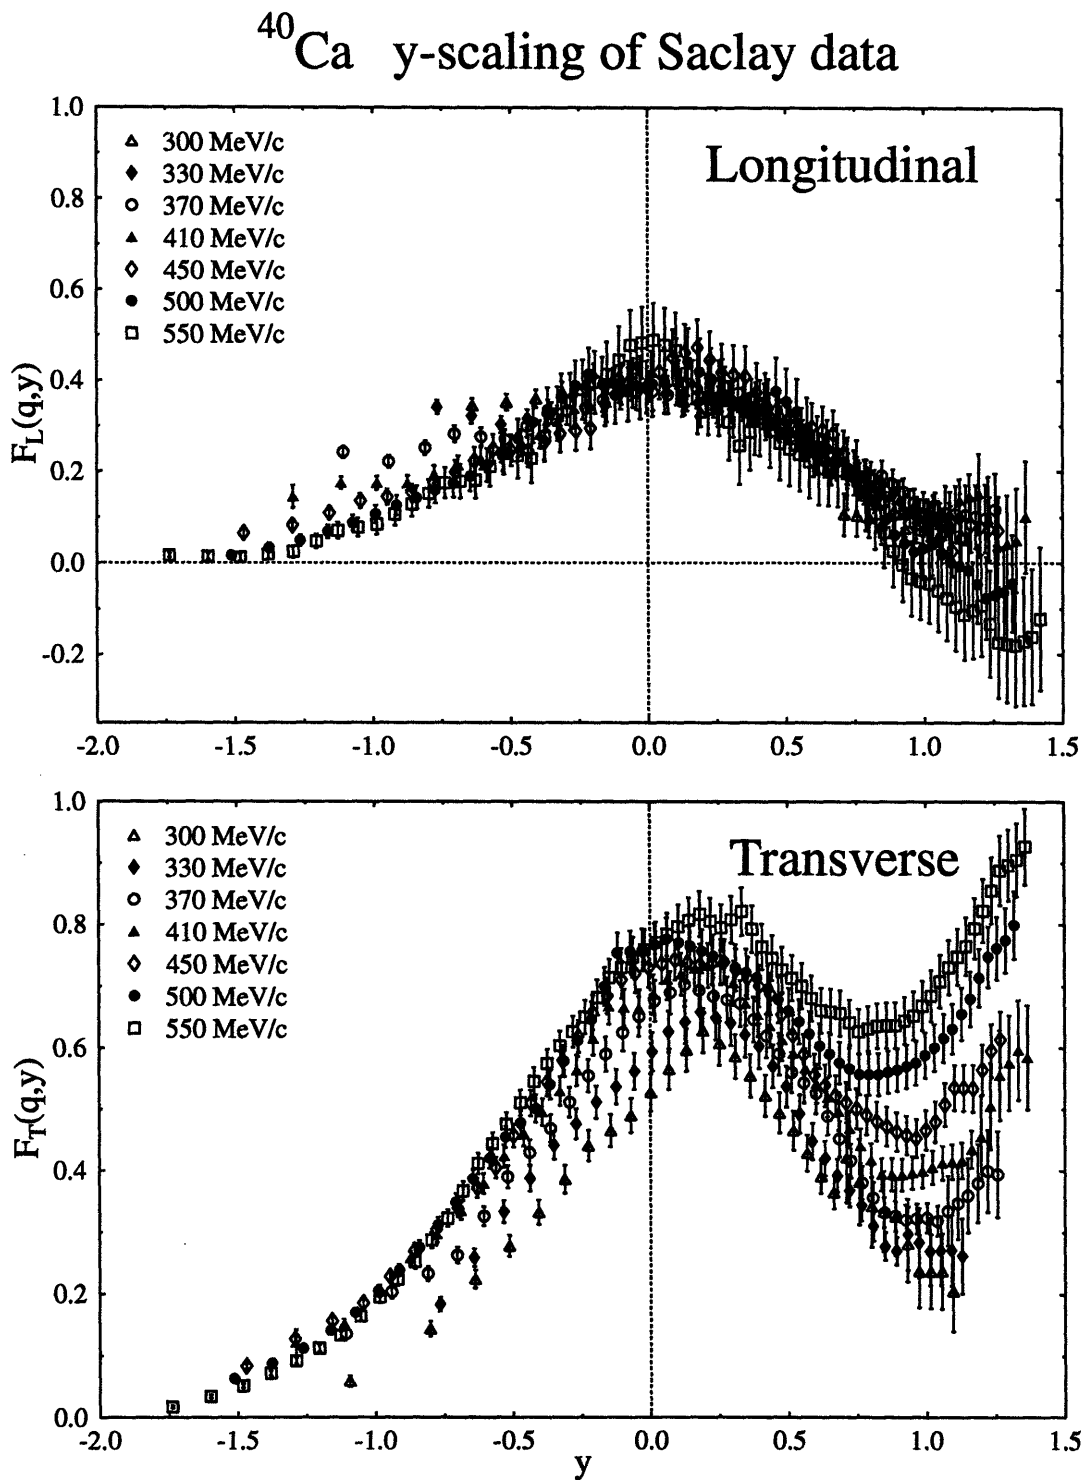 ⁴⁰Ca y-scaling of Saclay data
1.0
0.8
0.6
0.4
0.2
0.0
-0.2
F_L(q,y)
300 MeV/c
330 MeV/c
370 MeV/c
410 MeV/c
450 MeV/c
500 MeV/c
550 MeV/c
Longitudinal
-2.0 -1.5 -1.0 -0.5 0.0 0.5 1.0 1.5
1.0
0.8
0.6
0.4
0.2
0.0
F_T(q,y)
300 MeV/c
330 MeV/c
370 MeV/c
410 MeV/c
450 MeV/c
500 MeV/c
550 MeV/c
Transverse
-2.0 -1.5 -1.0 -0.5 0.0 0.5 1.0 1.5
y